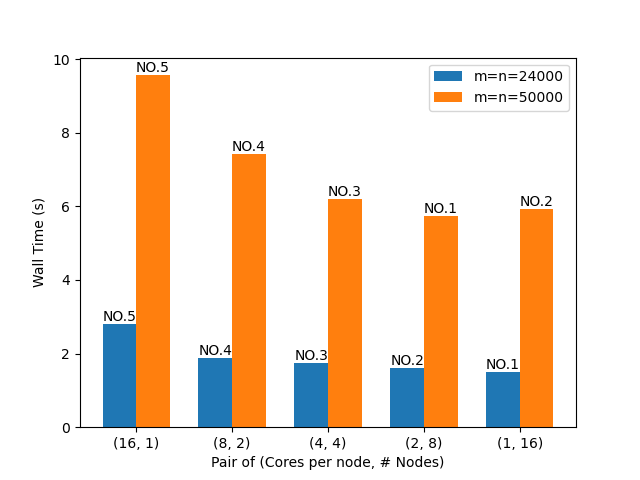 10
8
6
4
2
0
Wall Time (s)
m=n=24000
m=n=50000
NO.5
NO.4
NO.3
NO.1
NO.2
NO.5
NO.4
NO.3
NO.2
NO.1
(16, 1) (8, 2) (4, 4) (2, 8) (1, 16)
Pair of (Cores per node, # Nodes)